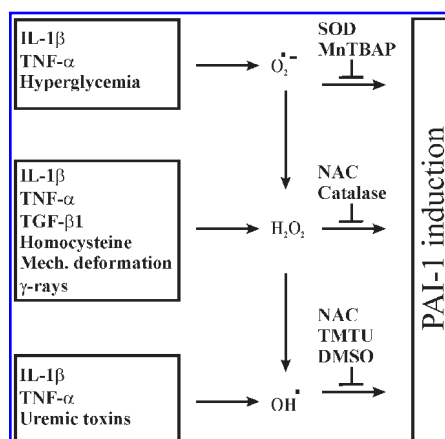 IL-1β
TNF-α
Hyperglycemia
O₂•−
SOD
MnTBAP
IL-1β
TNF-α
TGF-β1
Homocysteine
Mech. deformation
γ-rays
H₂O₂
NAC
Catalase
IL-1β
TNF-α
Uremic toxins
OH•
NAC
TMTU
DMSO
PAI-1 induction